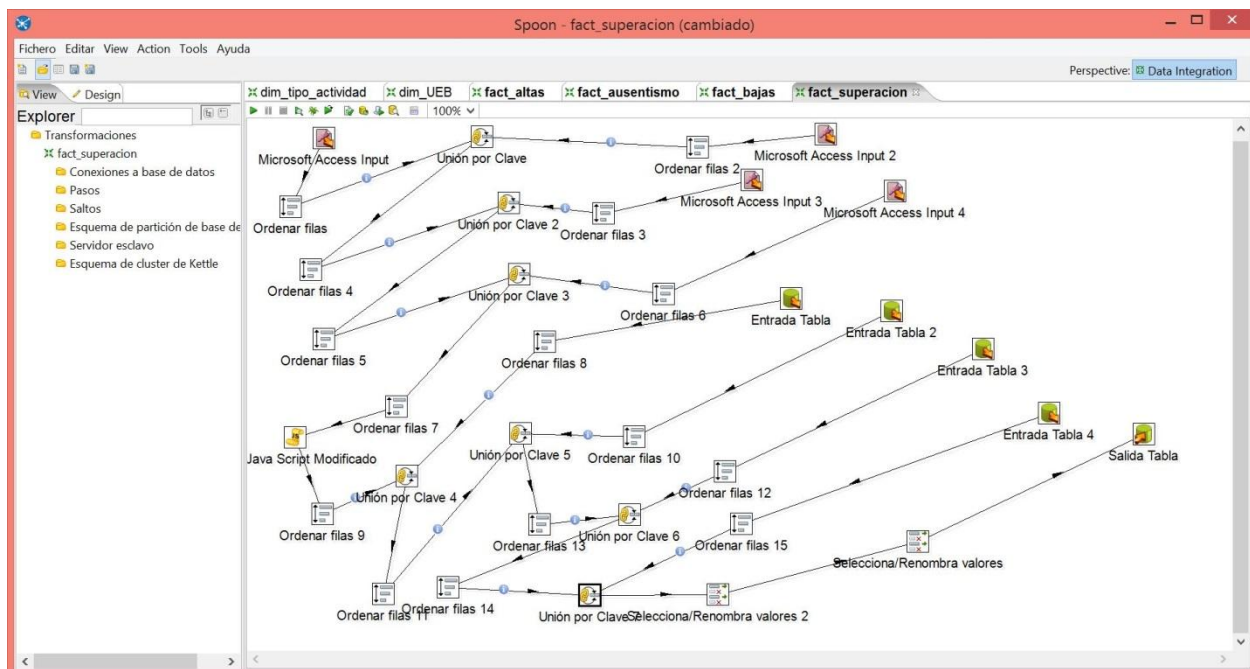 Spoon - fact_superacion (cambiado)
Fichero Editar View Action Tools Ayuda
Perspective: Data Integration
View Design
Explorer
Transformaciones
fact_superacion
Conexiones a base de datos
Pasos
Saltos
Esquema de partición de base de
Servidor esclavo
Esquema de cluster de Kettle
dim_tipo_actividad dim_UEB fact_altas fact_ausentismo fact_bajas fact_superacion
100%
Microsoft Access Input
Unión por Clave
Ordenar filas 2
Microsoft Access Input 2
Ordenar filas
Unión por Clave 2
Ordenar filas 3
Microsoft Access Input 3
Microsoft Access Input 4
Ordenar filas 4
Unión por Clave 3
Ordenar filas 6
Entrada Tabla
Entrada Tabla 2
Ordenar filas 5
Ordenar filas 8
Entrada Tabla 3
Ordenar filas 7
Entrada Tabla 4
Java Script Modificado
Unión por Clave 5
Ordenar filas 10
Salida Tabla
Unión por Clave 4
Ordenar filas 12
Ordenar filas 9
Ordenar filas 13
Unión por Clave 6
Ordenar filas 15
Selecciona/Renombra valores
Ordenar filas 11
Ordenar filas 14
Unión por Clave 7
Selecciona/Renombra valores 2